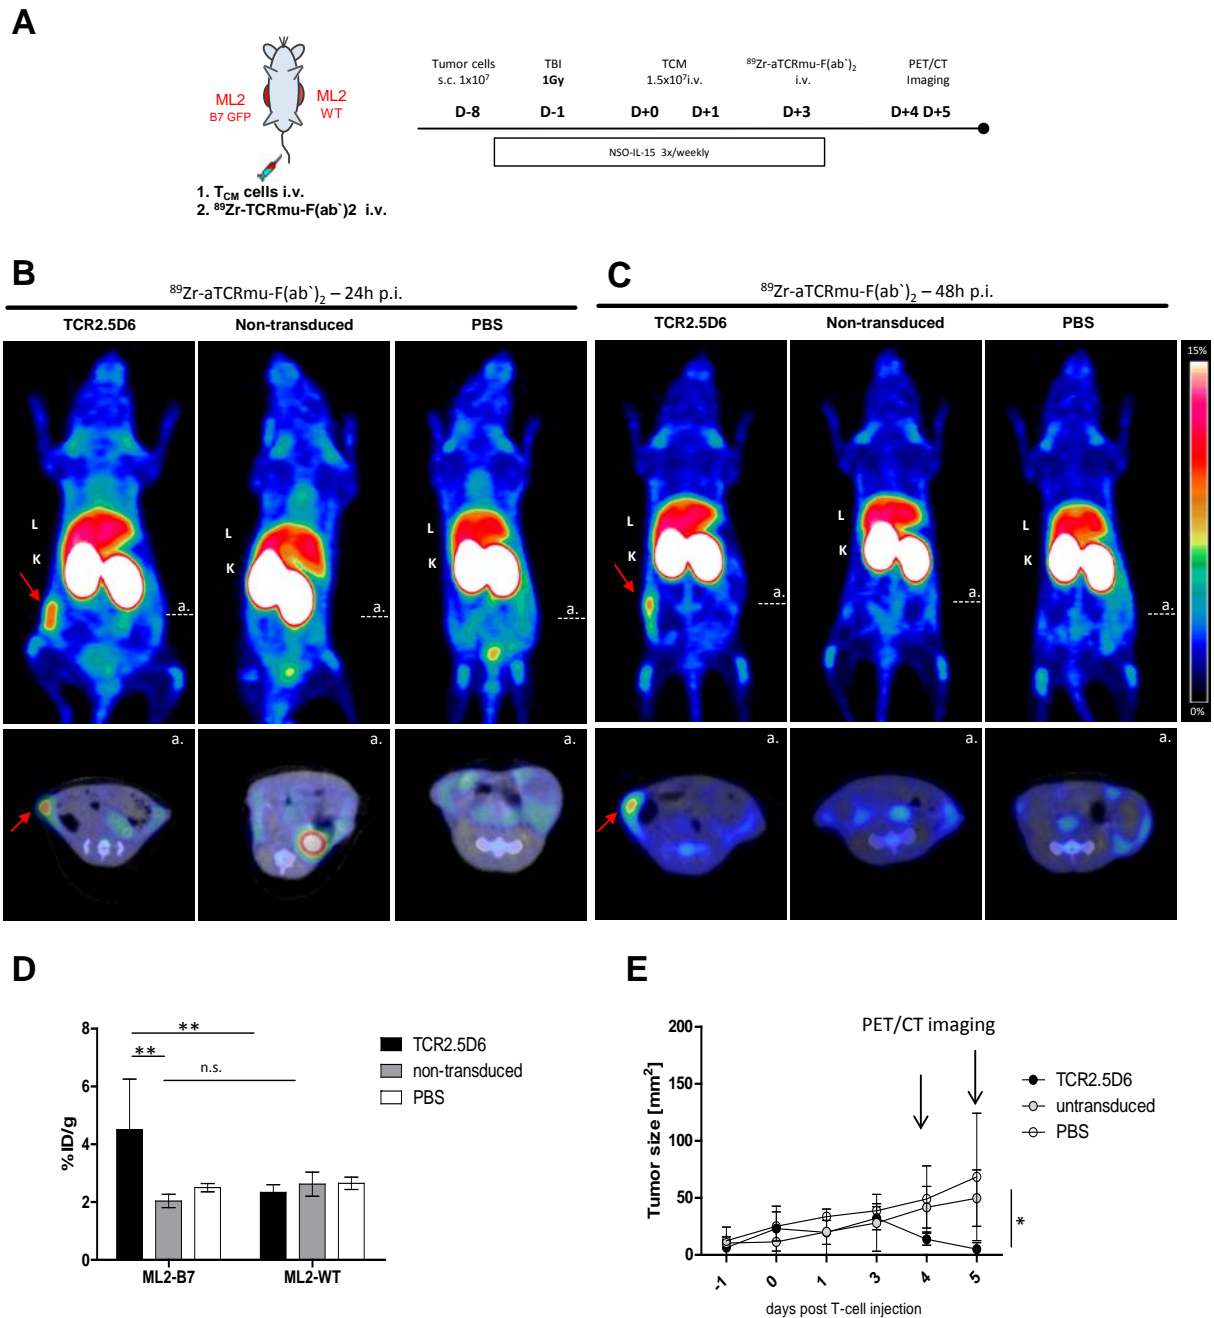 A
ML2
B7 GFP
ML2
WT
1. T_CM cells i.v.
2. ⁸⁹Zr-TCRmu-F(ab`)2 i.v.
Tumor cells
s.c. 1x10⁷
TBI
1Gy
TCM
1.5x10⁷i.v.
⁸⁹Zr-aTCRmu-F(ab`)₂
i.v.
PET/CT
Imaging
D-8 D-1 D+0 D+1 D+3 D+4 D+5
NSO-IL-15 3x/weekly
B
⁸⁹Zr-aTCRmu-F(ab`)₂ – 24h p.i.
TCR2.5D6 Non-transduced PBS
L
K
a.
L
K
a.
L
K
a.
a.
a.
a.
C
⁸⁹Zr-aTCRmu-F(ab`)₂ – 48h p.i.
TCR2.5D6 Non-transduced PBS
L
K
a.
L
K
a.
L
K
a.
15%
0%
a.
a.
a.
D
%ID/g
8
6
4
2
0
**
**
n.s.
ML2-B7 ML2-WT
TCR2.5D6
non-transduced
PBS
E
PET/CT imaging
Tumor size [mm²]
200
150
100
50
0
*
-1 0 1 3 4 5
days post T-cell injection
TCR2.5D6
untransduced
PBS